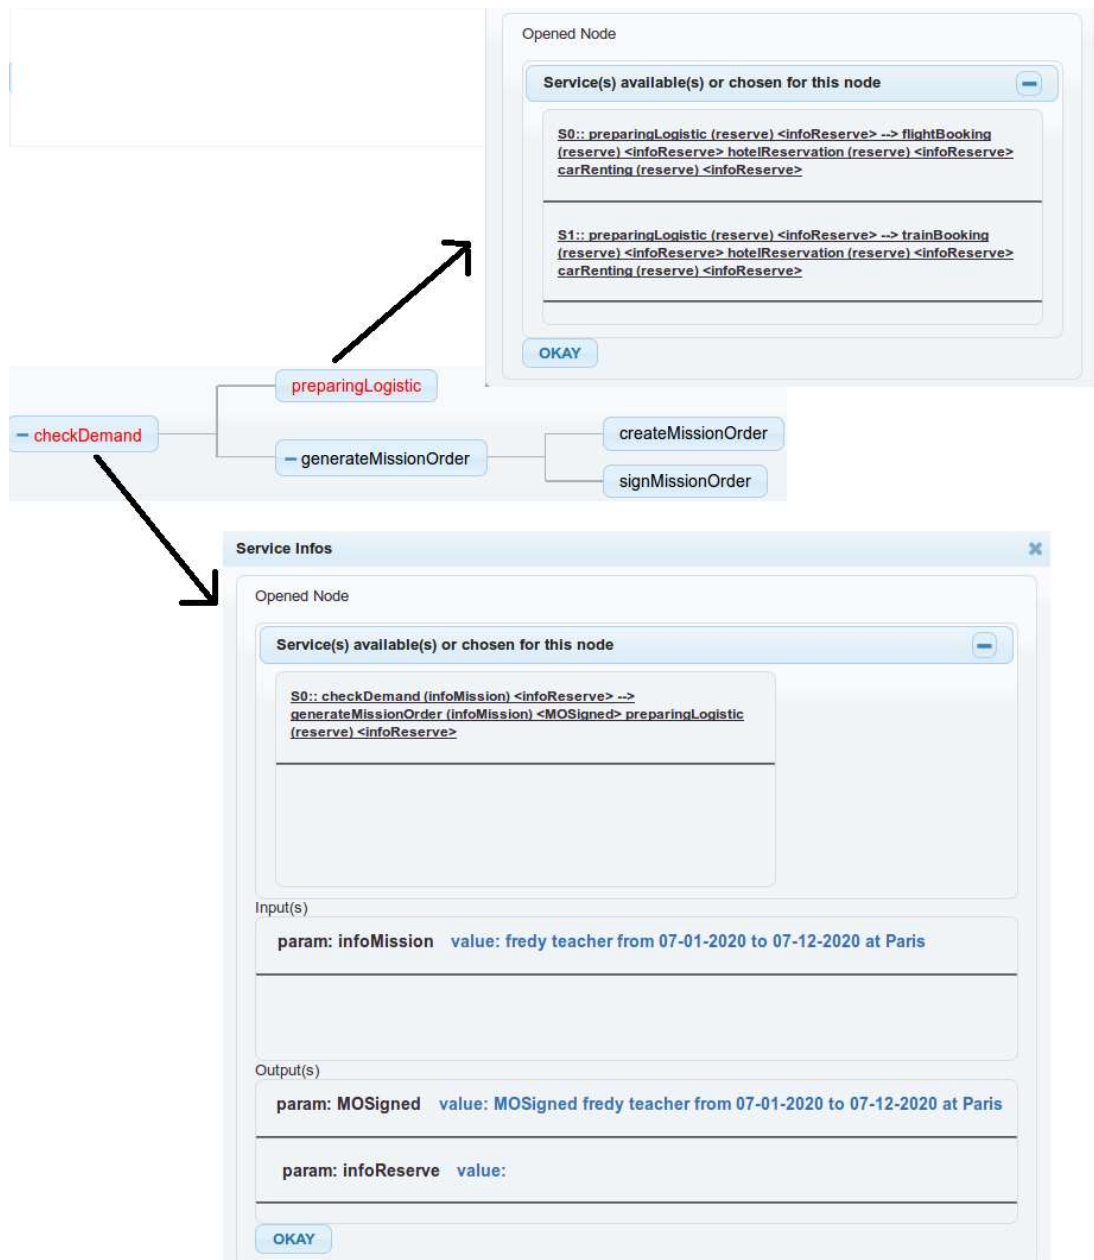 Opened Node
Service(s) available(s) or chosen for this node
S0:: preparingLogistic (reserve) <infoReserve> --> flightBooking
(reserve) <infoReserve> hotelReservation (reserve) <infoReserve>
carRenting (reserve) <infoReserve>
S1:: preparingLogistic (reserve) <infoReserve> --> trainBooking
(reserve) <infoReserve> hotelReservation (reserve) <infoReserve>
carRenting (reserve) <infoReserve>
OKAY
preparingLogistic
checkDemand
generateMissionOrder
createMissionOrder
signMissionOrder
Service Infos
Opened Node
Service(s) available(s) or chosen for this node
S0:: checkDemand (infoMission) <infoReserve> -->
generateMissionOrder (infoMission) <MOSigned> preparingLogistic
(reserve) <infoReserve>
Input(s)
param: infoMission value: fredy teacher from 07-01-2020 to 07-12-2020 at Paris
Output(s)
param: MOSigned value: MOSigned fredy teacher from 07-01-2020 to 07-12-2020 at Paris
param: infoReserve value:
OKAY